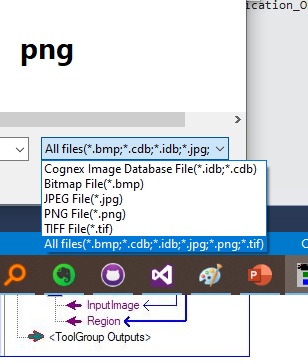 ication_O
png
All files(*.bmp;*.cdb;*.idb;*.jpg;
Cognex Image Database File(*.idb;*.cdb)
Bitmap File(*.bmp)
JPEG File(*.jpg)
PNG File(*.png)
TIFF File(*.tif)
All files(*.bmp;*.cdb;*.idb;*.jpg;*.png;*.tif)
C
InputImage
Region
<ToolGroup Outputs>